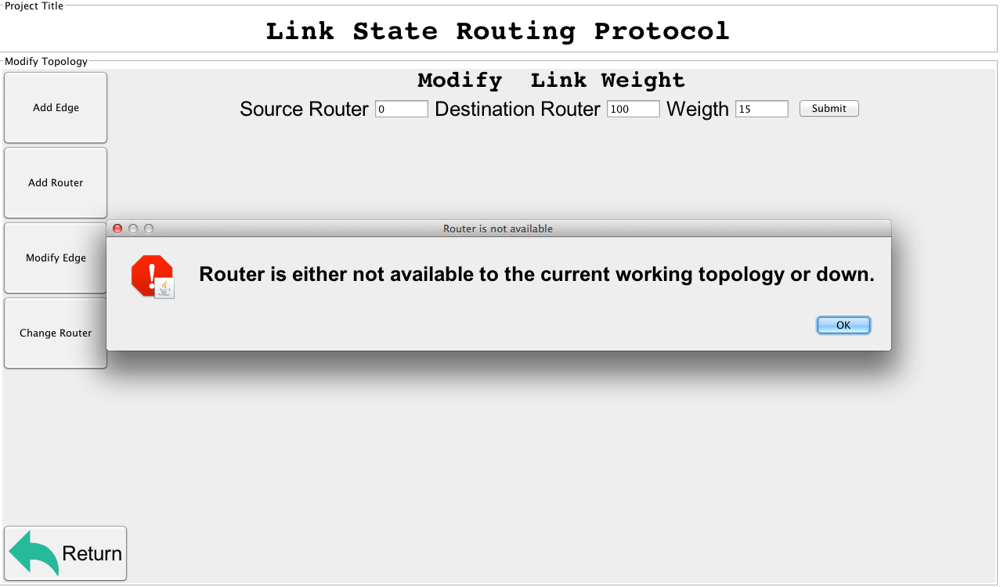 Project Title
Link State Routing Protocol
Modify Topology
Modify Link Weight
Source Router 0 Destination Router 100 Weigth 15 Submit
Add Edge
Add Router
Modify Edge
Change Router
Router is not available
Router is either not available to the current working topology or down.
OK
Return